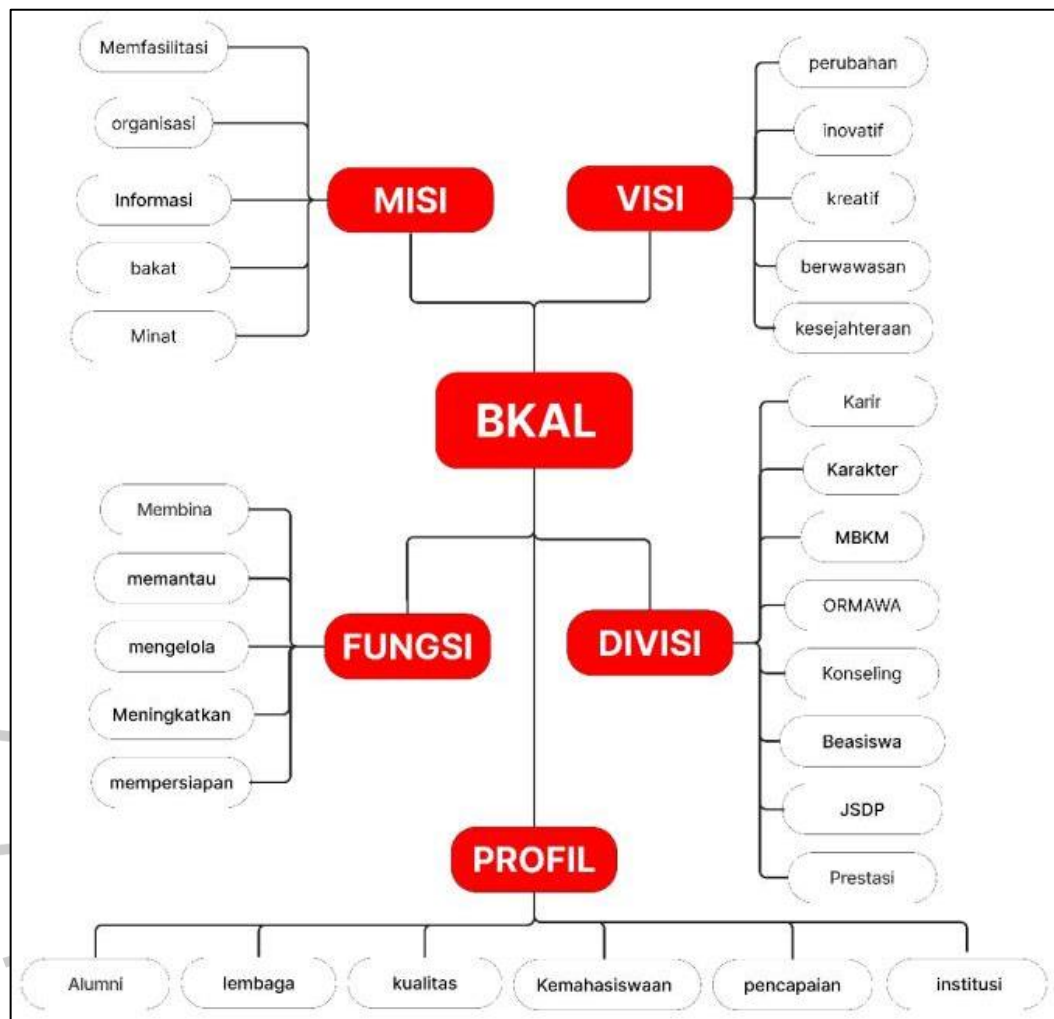 MISI
Memfasilitasi
organisasi
Informasi
bakat
Minat
VISI
perubahan
inovatif
kreatif
berwawasan
kesejahteraan
BKAL
FUNGSI
Membina
memantau
mengelola
Meningkatkan
mempersiapan
DIVISI
Karir
Karakter
MBKM
ORMAWA
Konseling
Beasiswa
JSDP
Prestasi
PROFIL
Alumni
lembaga
kualitas
Kemahasiswaan
pencapaian
institusi